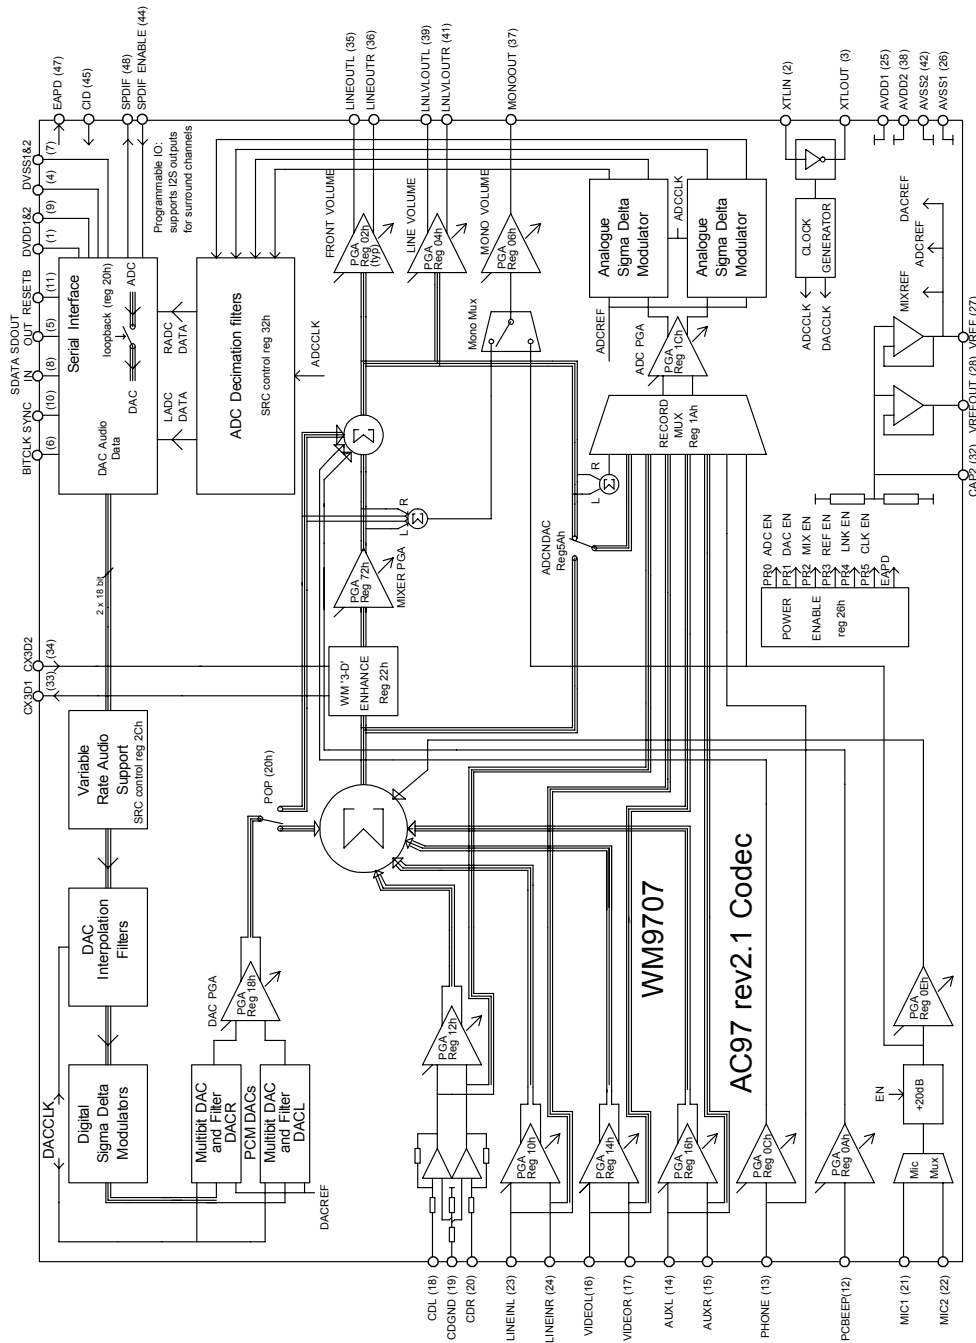 EAPD (47)
CID (45)
SPDIF (48)
SPDIF ENABLE (44)
LINEOUTL (35)
LINEOUTR (36)
LNLVLOUTL (39)
LNLVLOUTR (41)
MONOOUT (37)
XTLIN (2)
XTLOUT (3)
AVDD1 (25)
AVDD2 (38)
AVSS2 (42)
AVSS1 (26)
DVSS1&2
(7)
(4)
DVDD1&2
(9)
(1)
RESETB
(11)
SDATA SDOUT
OUT
(5)
IN
(8)
SYNC
(10)
BITCLK
(6)
CX3D2
(34)
CX3D1
(33)
Programmable IO:
supports I2S outputs
for surround channels
Serial Interface
loopback (reg 20h)
ADC
DAC
DAC Audio
Data
RADC
DATA
LADC
DATA
ADC Decimation filters
SRC control reg 32h
ADCCLK
2 x 18 bit
Variable
Rate Audio
Support
SRC control reg 2Ch
DAC
Interpolation
Filters
Digital
Sigma Delta
Modulators
DACCLK
Multibit DAC
and Filter
DACR
PCM DACs
Multibit DAC
and Filter
DACL
DACREF
DAC PGA
PGA
Reg 18h
POP (20h)
Σ
WM '3-D'
ENHANCE
Reg 22h
PGA
Reg 72h
MIXER PGA
L
R
Σ
Σ
FRONT VOLUME
PGA
Reg 02h
(typ)
LINE VOLUME
PGA
Reg 04h
MONO VOLUME
PGA
Reg 06h
Mono Mux
ADCNDAC
Reg5Ah
L
R
Σ
RECORD
MUX
Reg 1Ah
ADC PGA
PGA
Reg 1Ch
ADCREF
Analogue
Sigma Delta
Modulator
ADCCLK
Analogue
Sigma Delta
Modulator
CLOCK
GENERATOR
ADCCLK
DACCLK
DACREF
ADCREF
MIXREF
VREF (27)
VREFOUT (28)
CAP2 (32)
PR0
ADC EN
PR1
DAC EN
PR2
MIX EN
PR3
REF EN
PR4
LNK EN
PR5
CLK EN
EAPD
POWER
ENABLE
reg 26h
WM9707
AC97 rev2.1 Codec
PGA
Reg 12h
PGA
Reg 10h
PGA
Reg 14h
PGA
Reg 16h
PGA
Reg 0Ch
PGA
Reg 0Ah
PGA
Reg 0Eh
EN
+20dB
Mic
Mux
CDL (18)
CDGND (19)
CDR (20)
LINEINL (23)
LINEINR (24)
VIDEOL(16)
VIDEOR (17)
AUXL (14)
AUXR (15)
PHONE (13)
PCBEEP(12)
MIC1 (21)
MIC2 (22)